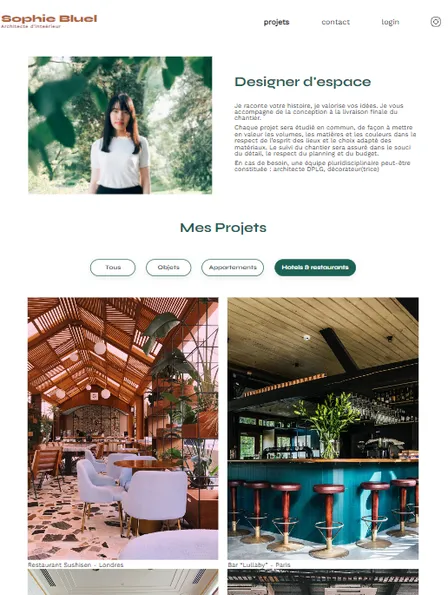 Sophie Bluel
Architecte d'intérieur
projets
contact
login
Designer d'espace
Je raconte votre histoire, je valorise vos idées. Je vous
accompagne de la conception à la livraison finale du
chantier.
Chaque projet sera étudié en commun, de façon à mettre
en valeur les volumes, les matières et les couleurs dans le
respect de l'esprit des lieux et le choix adapté des
matériaux. Le suivi du chantier sera assuré dans le souci
du détail, le respect du planning et du budget.
En cas de besoin, une équipe pluridisciplinaire peut-être
constituée : architecte DPLG, décorateur(trice)
Mes Projets
Tous
Objets
Appartements
Hotels & restaurants
Restaurant Sushisen - Londres
Bar "Lullaby" - Paris